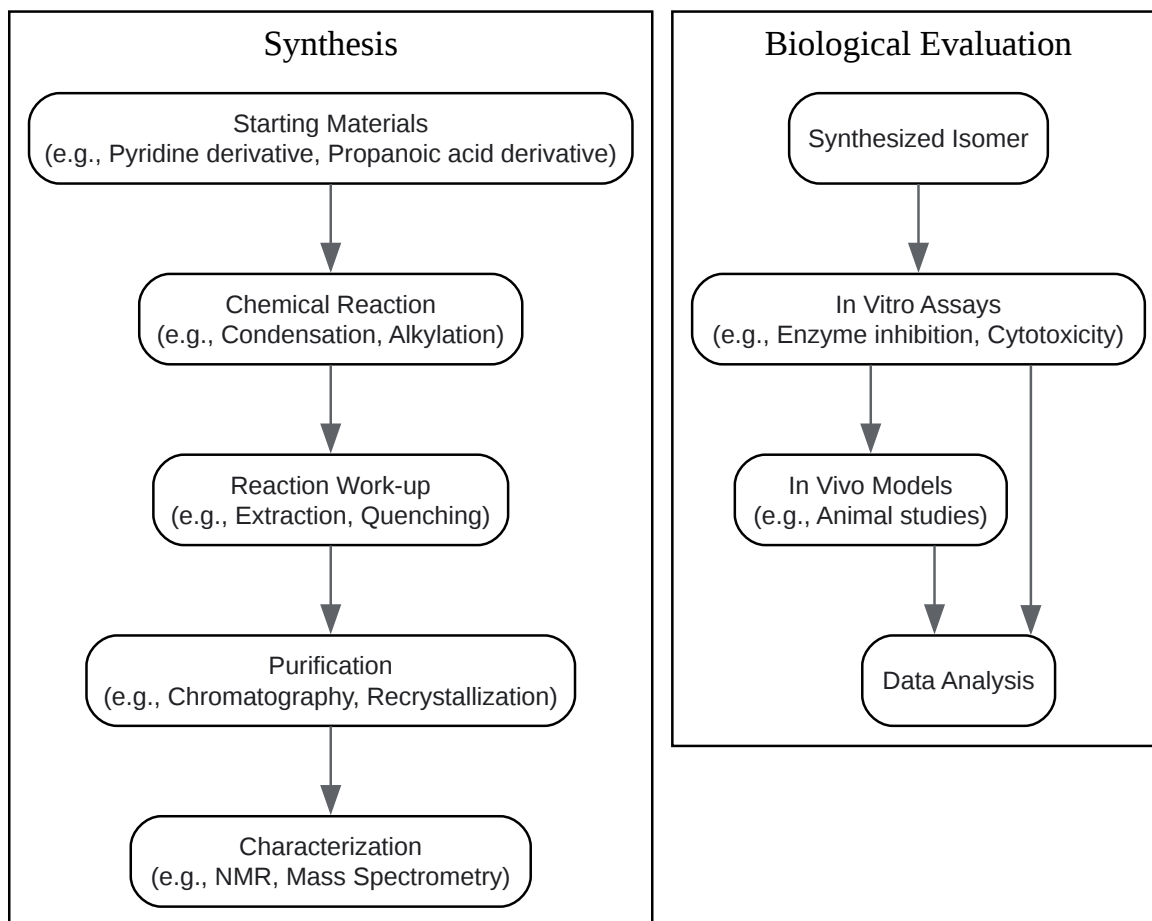 Synthesis
Starting Materials
(e.g., Pyridine derivative, Propanoic acid derivative)
Chemical Reaction
(e.g., Condensation, Alkylation)
Reaction Work-up
(e.g., Extraction, Quenching)
Purification
(e.g., Chromatography, Recrystallization)
Characterization
(e.g., NMR, Mass Spectrometry)
Biological Evaluation
Synthesized Isomer
In Vitro Assays
(e.g., Enzyme inhibition, Cytotoxicity)
In Vivo Models
(e.g., Animal studies)
Data Analysis